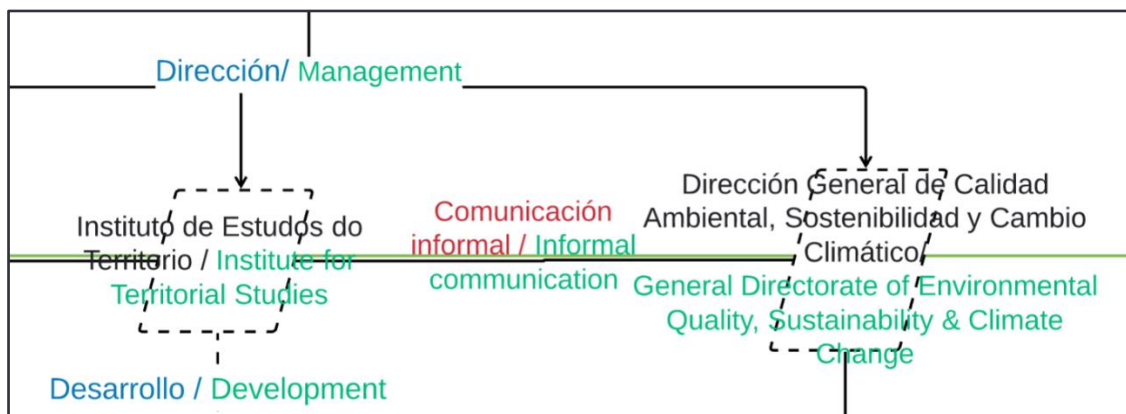 Dirección/ Management
Instituto de Estudos do
Territorio / Institute for
Territorial Studies
Comunicación
informal / Informal
communication
Dirección General de Calidad
Ambiental, Sostenibilidad y Cambio
Climático/
General Directorate of Environmental
Quality, Sustainability & Climate
Change
Desarrollo / Development